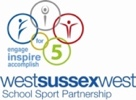 engage
inspire
accomplish
for 5
westsussexwest
School Sport Partnership